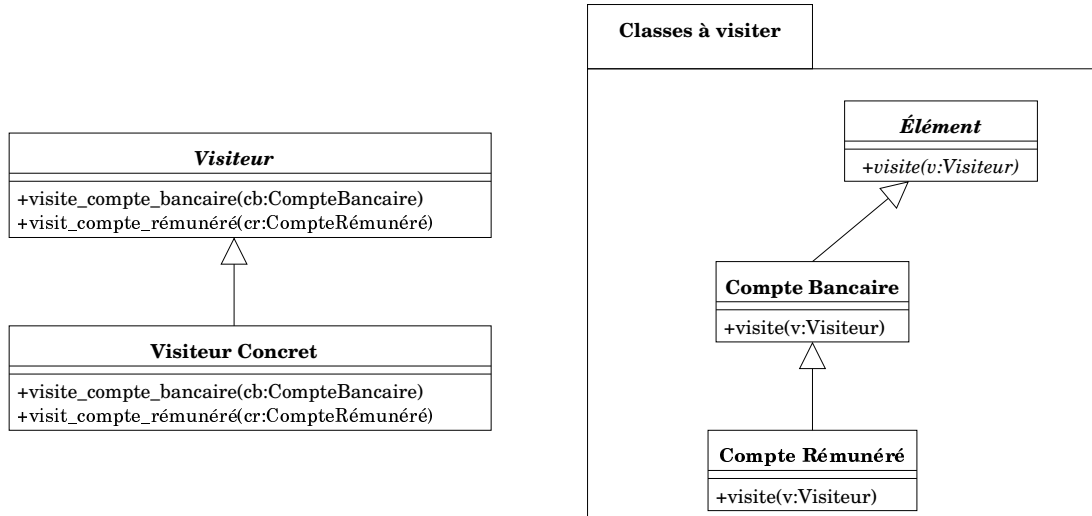 Classes à visiter
Élément
+visite(v:Visiteur)
Visiteur
+visite_compte_bancaire(cb:CompteBancaire)
+visit_compte_rémunéré(cr:CompteRémunéré)
Compte Bancaire
+visite(v:Visiteur)
Visiteur Concret
+visite_compte_bancaire(cb:CompteBancaire)
+visit_compte_rémunéré(cr:CompteRémunéré)
Compte Rémunéré
+visite(v:Visiteur)